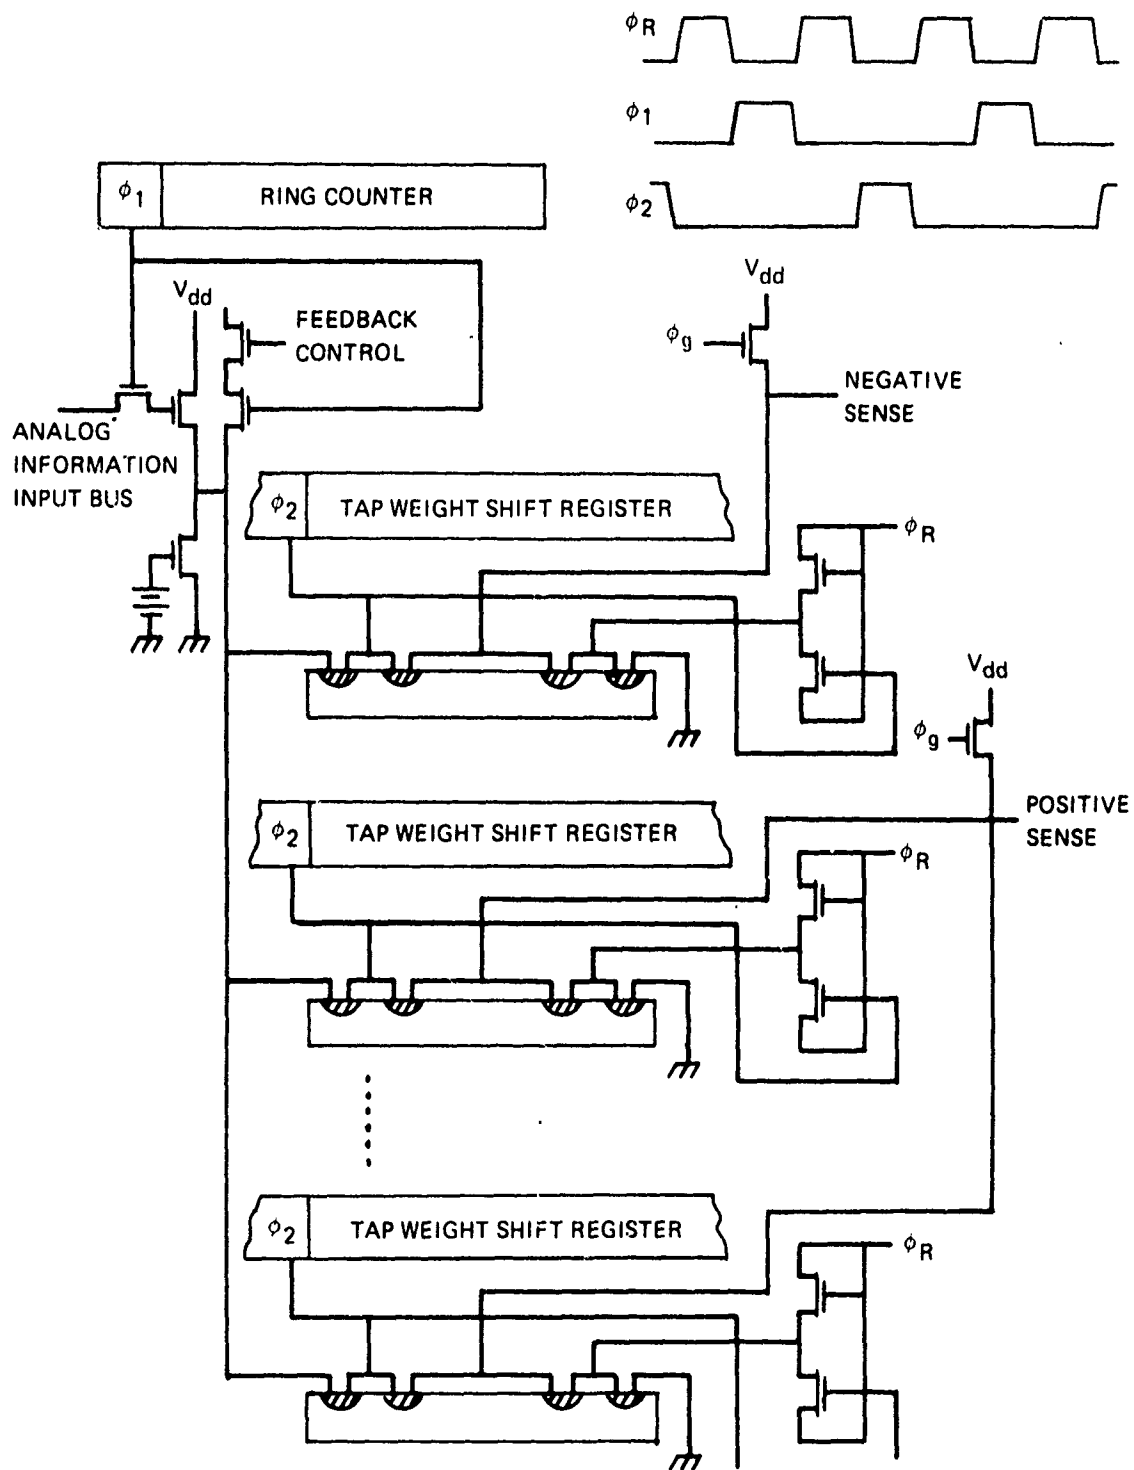 ϕR
ϕ1
ϕ2
ϕ1 RING COUNTER
Vdd
FEEDBACK
CONTROL
Vdd
ϕg
NEGATIVE
SENSE
ANALOG
INFORMATION
INPUT BUS
ϕ2 TAP WEIGHT SHIFT REGISTER
ϕR
Vdd
ϕg
POSITIVE
SENSE
ϕ2 TAP WEIGHT SHIFT REGISTER
ϕR
ϕ2 TAP WEIGHT SHIFT REGISTER
ϕR